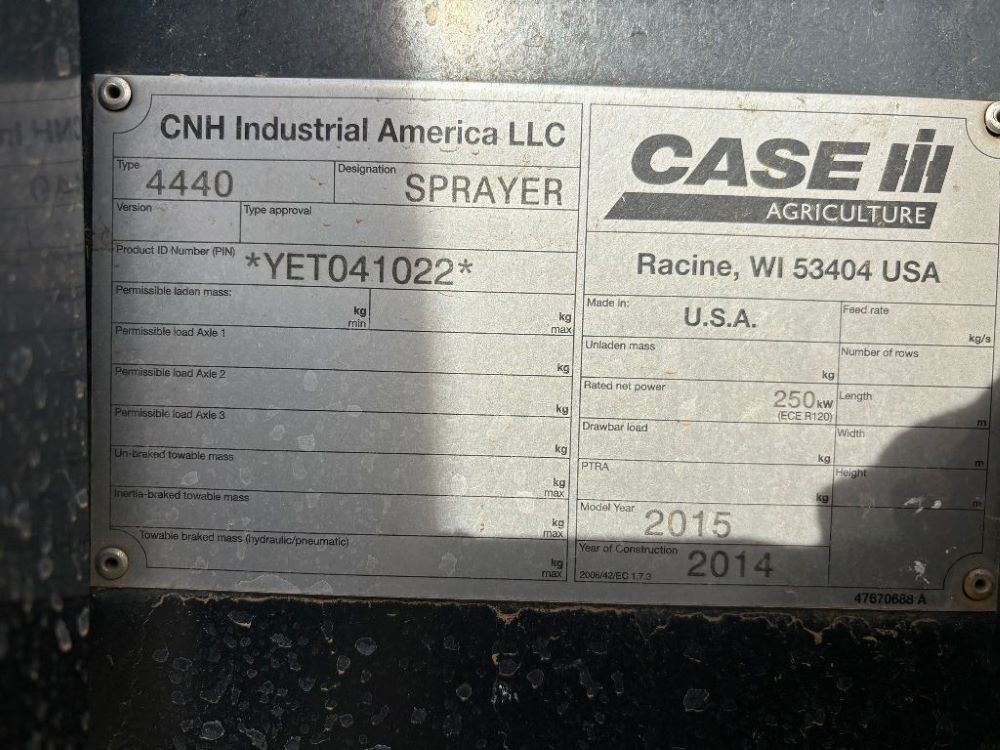 CNH Industrial America LLC
Type 4440
Designation SPRAYER
Version
Type approval
Product ID Number (PIN) *YET041022*
Permissible laden mass:
kg min
kg max
Permissible load Axle 1
kg
Permissible load Axle 2
kg
Permissible load Axle 3
kg
Un-braked towable mass
kg max
Inertia-braked towable mass
kg max
Towable braked mass (hydraulic/pneumatic)
kg max
CASE IH
AGRICULTURE
Racine, WI 53404 USA
Made in: U.S.A.
Feed rate
kg/s
Unladen mass
kg
Number of rows
Rated net power 250 kW
(ECE R120)
Length
m
Drawbar load
kg
Width
m
PTRA
kg
Height
m
Model Year 2015
Year of Construction 2014
2006/42/EC 1.7.3
47670688 A